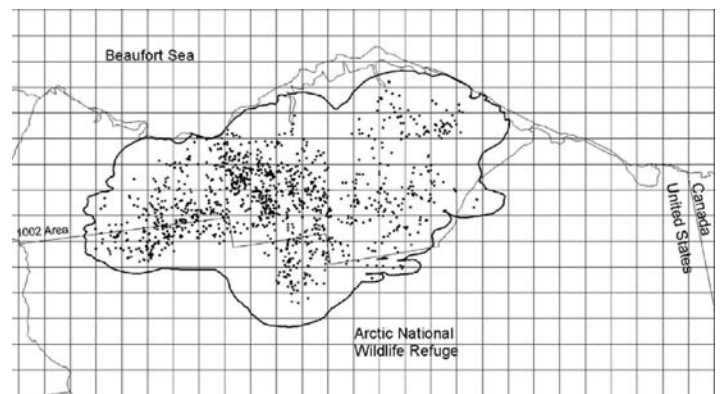 Beaufort Sea
1002 Area
Canada
United States
Arctic National
Wildlife Refuge